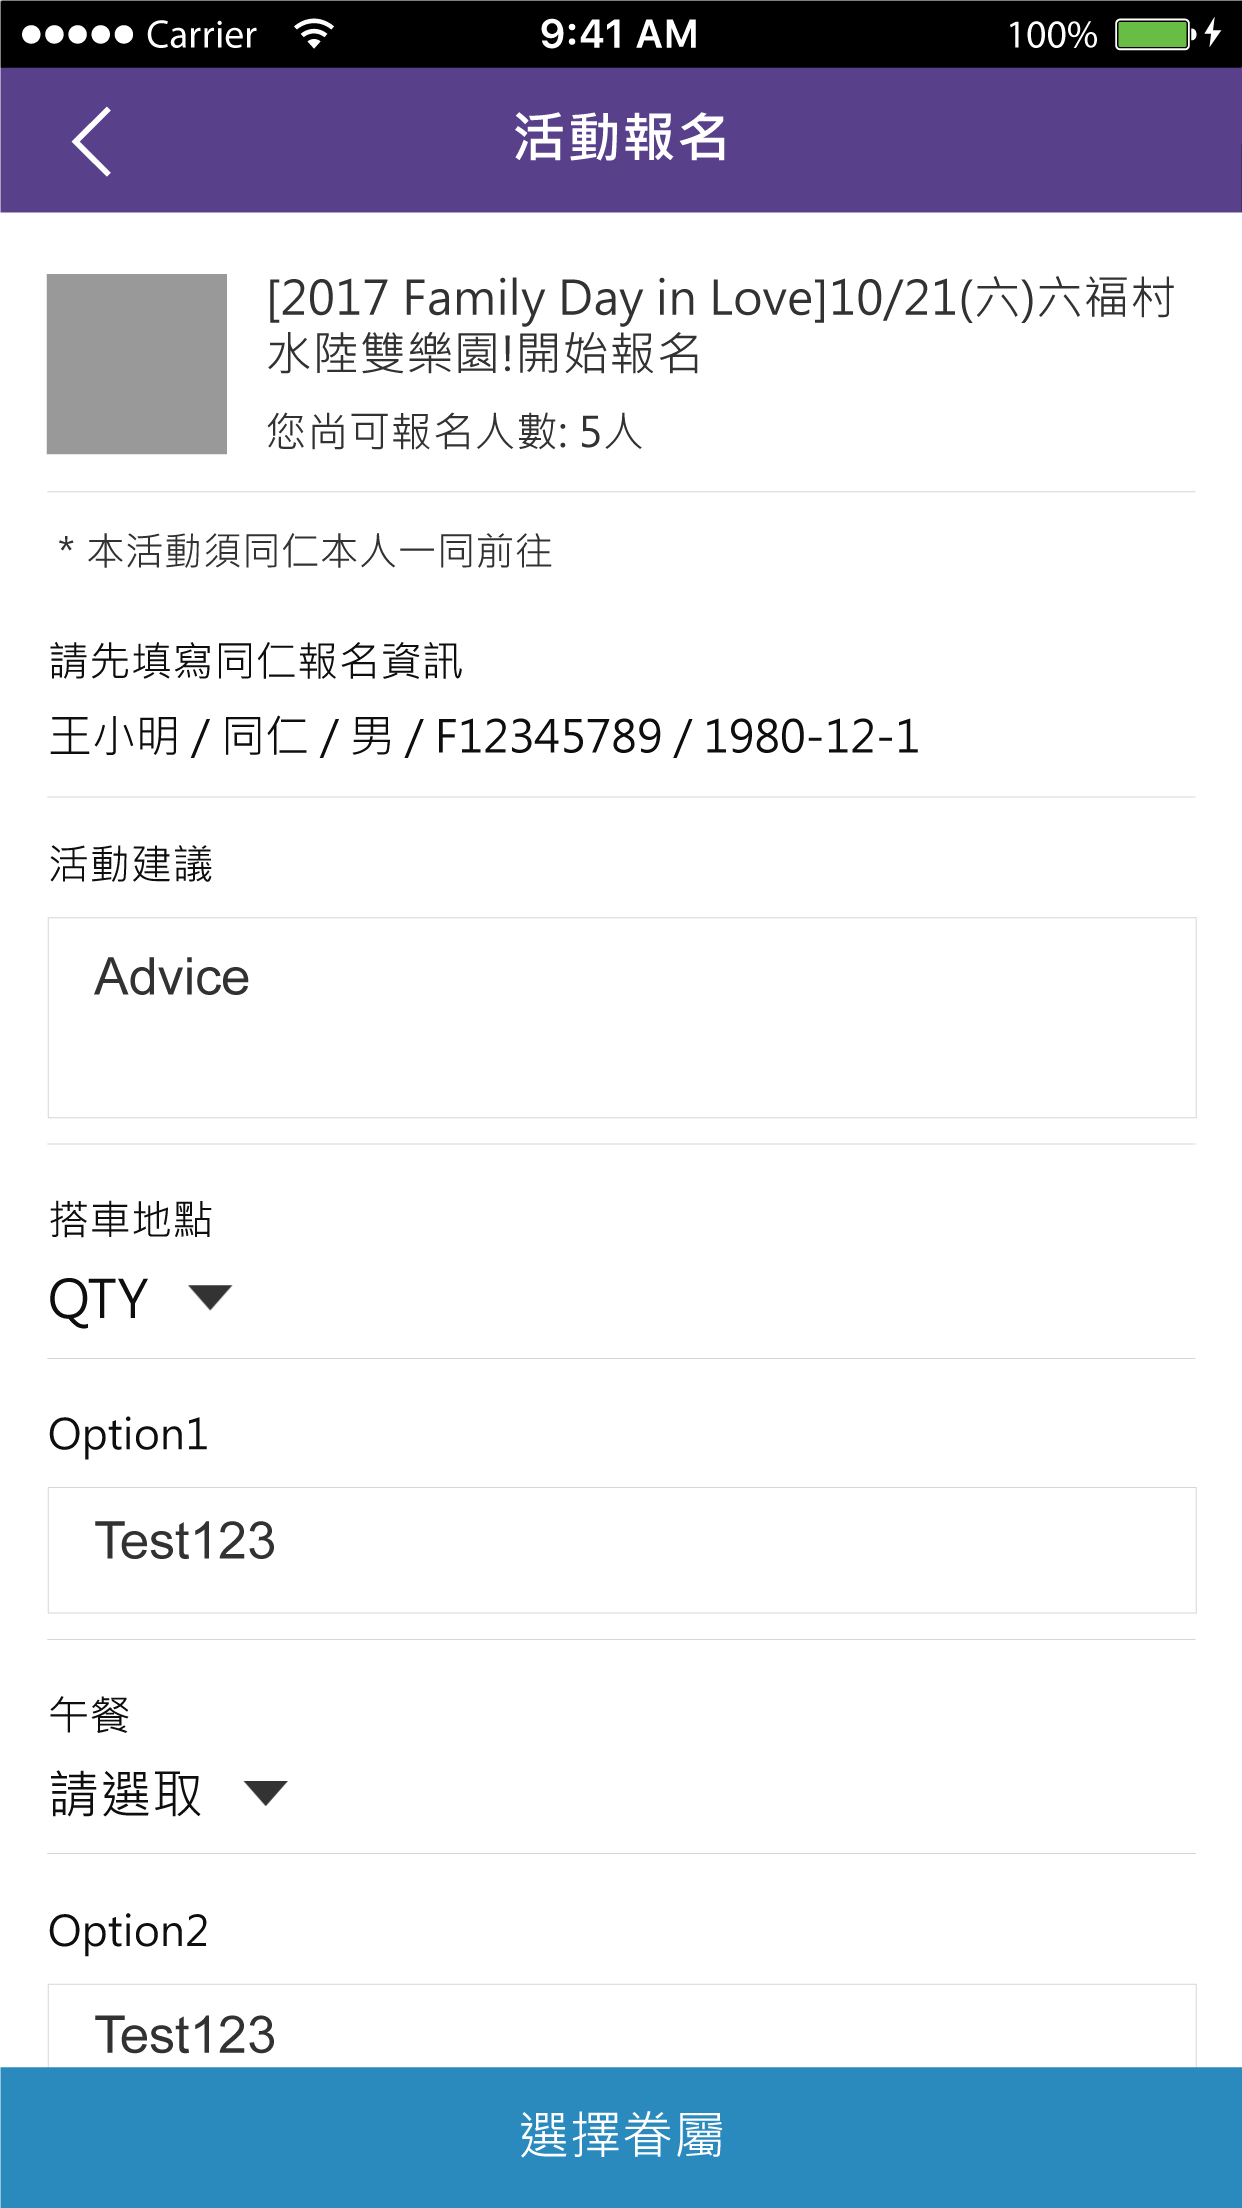 Carrier 9:41 AM 100%
活動報名
[2017 Family Day in Love]10/21(六)六福村
水陸雙樂園!開始報名
您尚可報名人數: 5人
* 本活動須同仁本人一同前往
請先填寫同仁報名資訊
王小明 / 同仁 / 男 / F12345789 / 1980-12-1
活動建議
Advice
搭車地點
QTY
Option1
Test123
午餐
請選取
Option2
Test123
選擇眷屬